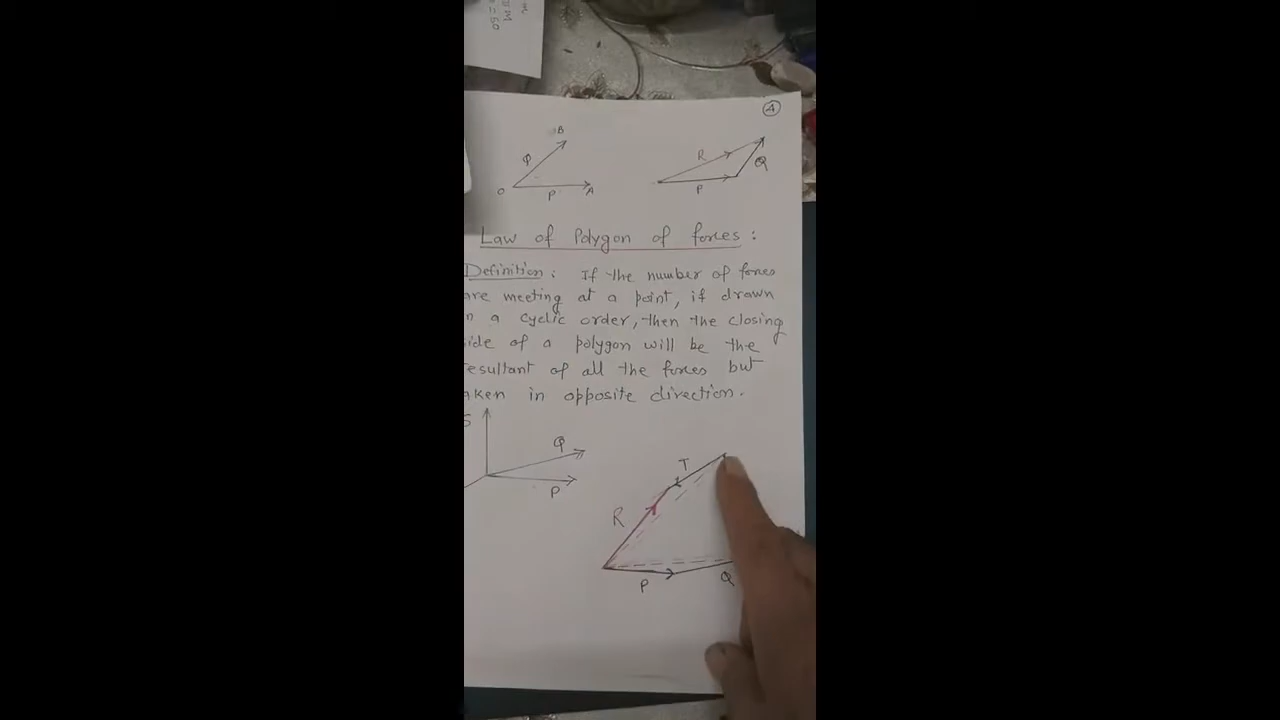 4
B
Q
O
P
A
R
Q
P
Law of Polygon of forces :
Definition : If the number of forces
are meeting at a point, if drawn
in a cyclic order, then the closing
side of a polygon will be the
resultant of all the forces but
taken in opposite direction.
S
Q
P
T
R
P
Q